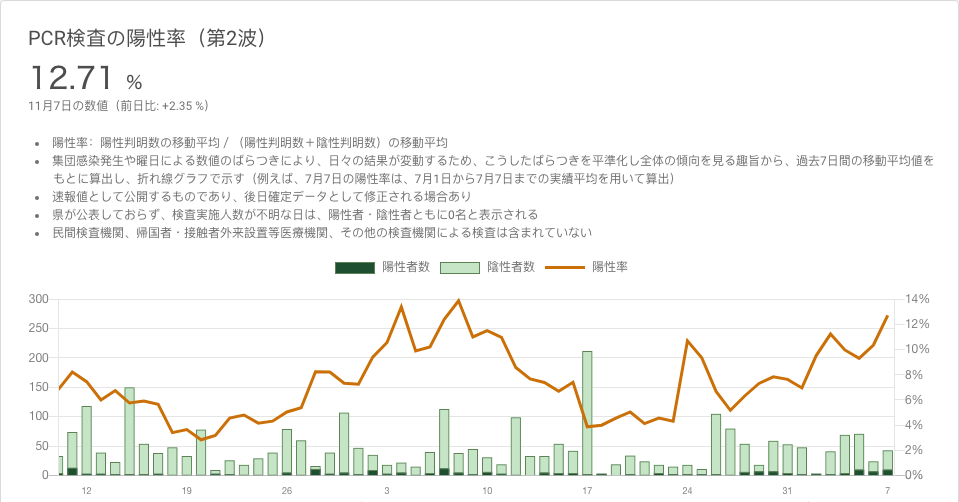 PCR検査の陽性率（第2波）
12.71 %
11月7日の数値（前日比: +2.35 %）
• 陽性率：陽性判明数の移動平均 / （陽性判明数＋陰性判明数）の移動平均
• 集団感染発生や曜日による数値のばらつきにより、日々の結果が変動するため、こうしたばらつきを平準化し全体の傾向を見る趣旨から、過去7日間の移動平均値を
もとに算出し、折れ線グラフで示す（例えば、7月7日の陽性率は、7月1日から7月7日までの実績平均を用いて算出）
• 速報値として公開するものであり、後日確定データとして修正される場合あり
• 県が公表しておらず、検査実施人数が不明な日は、陽性者・陰性者ともに0名と表示される
• 民間検査機関、帰国者・接触者外来設置等医療機関、その他の検査機関による検査は含まれていない
陽性者数 陰性者数 陽性率
300 14%
250 12%
200 10%
150 8%
100 6%
50 4%
0 2%
0%
12 19 26 3 10 17 24 31 7